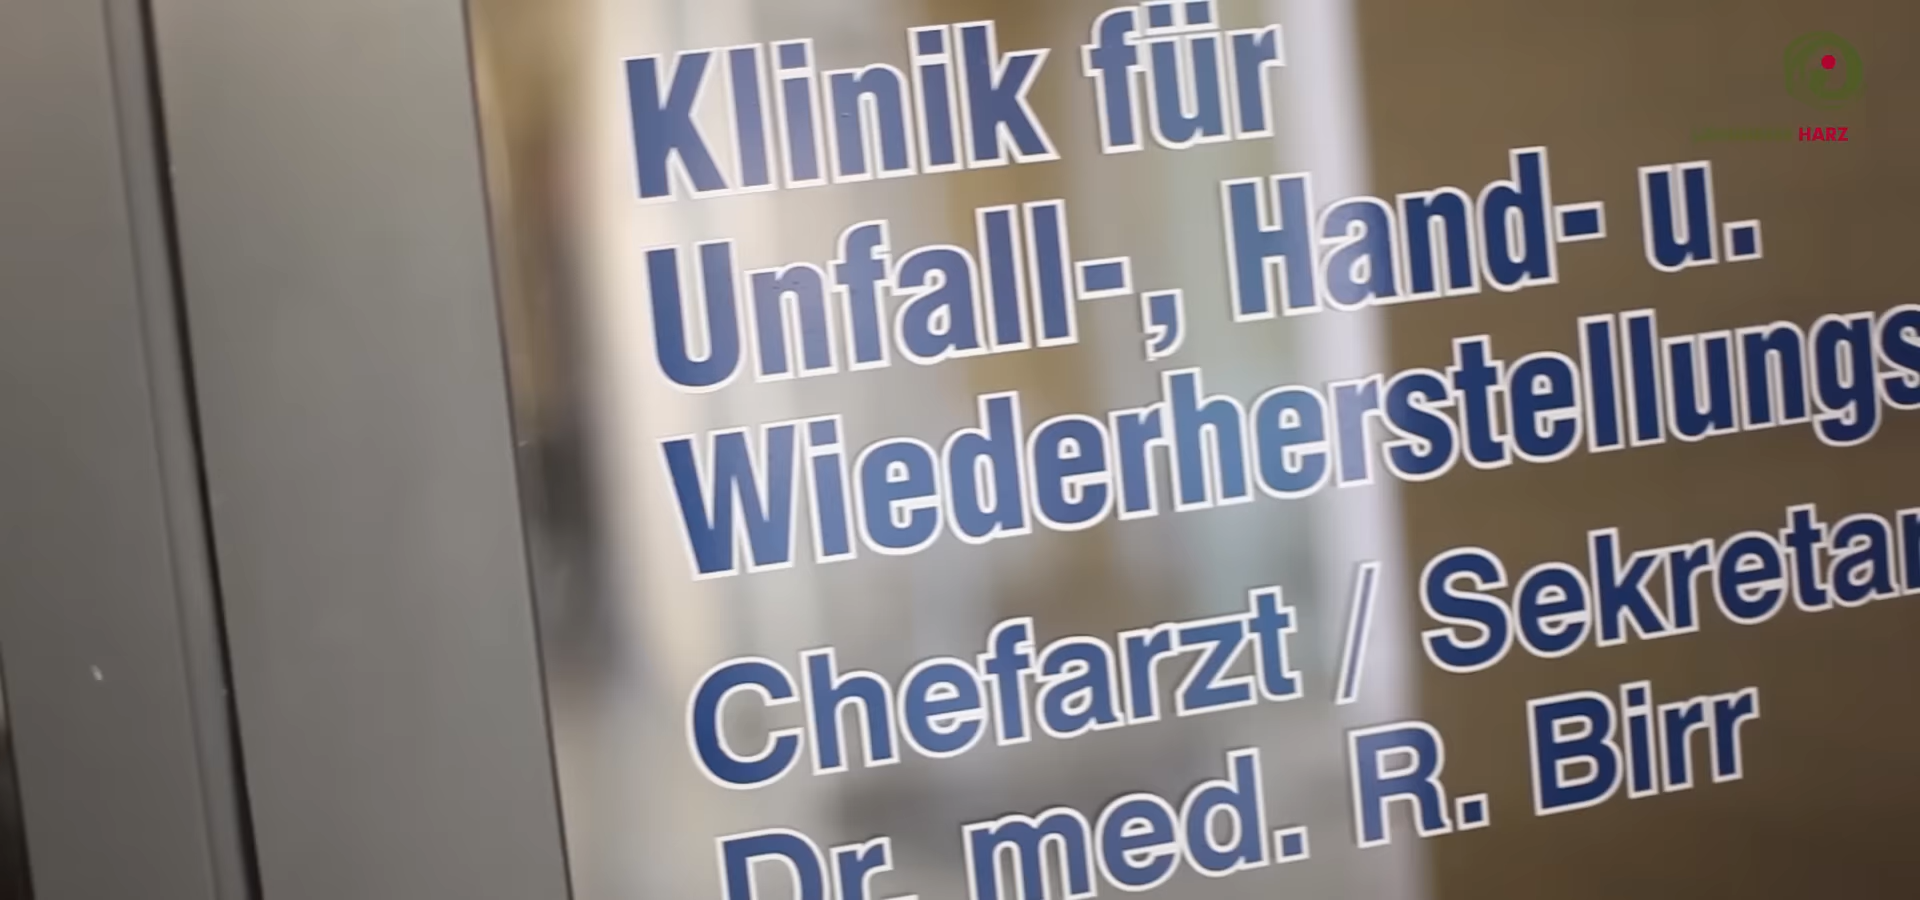 HARZ
Klinik für
Unfall-, Hand- u.
Wiederherstellungs
Chefarzt / Sekretar
Dr. med. R. Birr